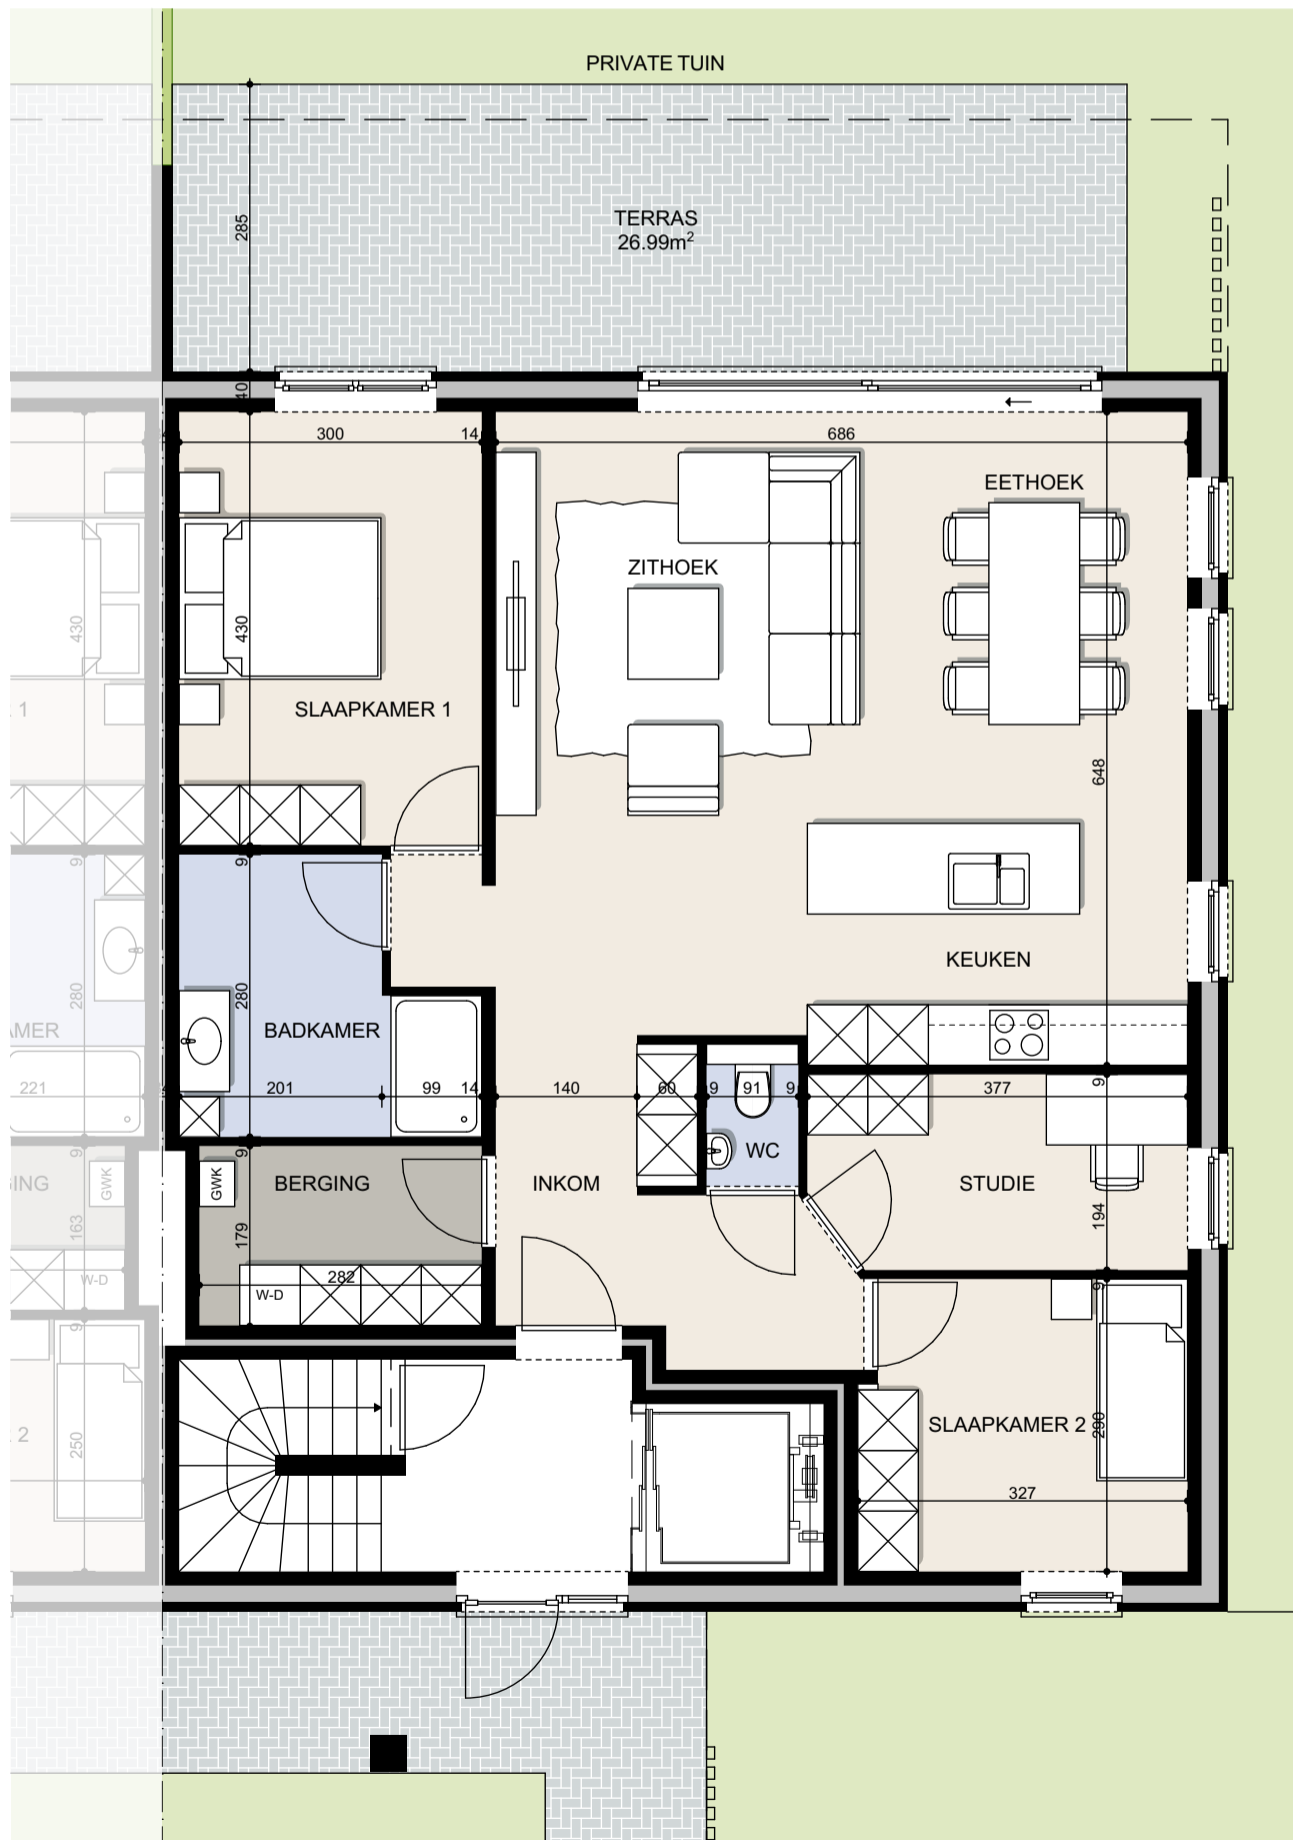 PRIVATE TUIN
TERRAS
26.99m²
285
40
300
14
686
EETHOEK
ZITHOEK
430
430
SLAAPKAMER 1
1
648
9
9
KEUKEN
280
280
BADKAMER
AMER
221
201
99
14
140
60
9
91
9
377
9
WC
9
9
GWK
GWK
BERGING
GING
INKOM
STUDIE
163
179
194
282
W-D
W-D
9
9
2
250
SLAAPKAMER 2
290
327